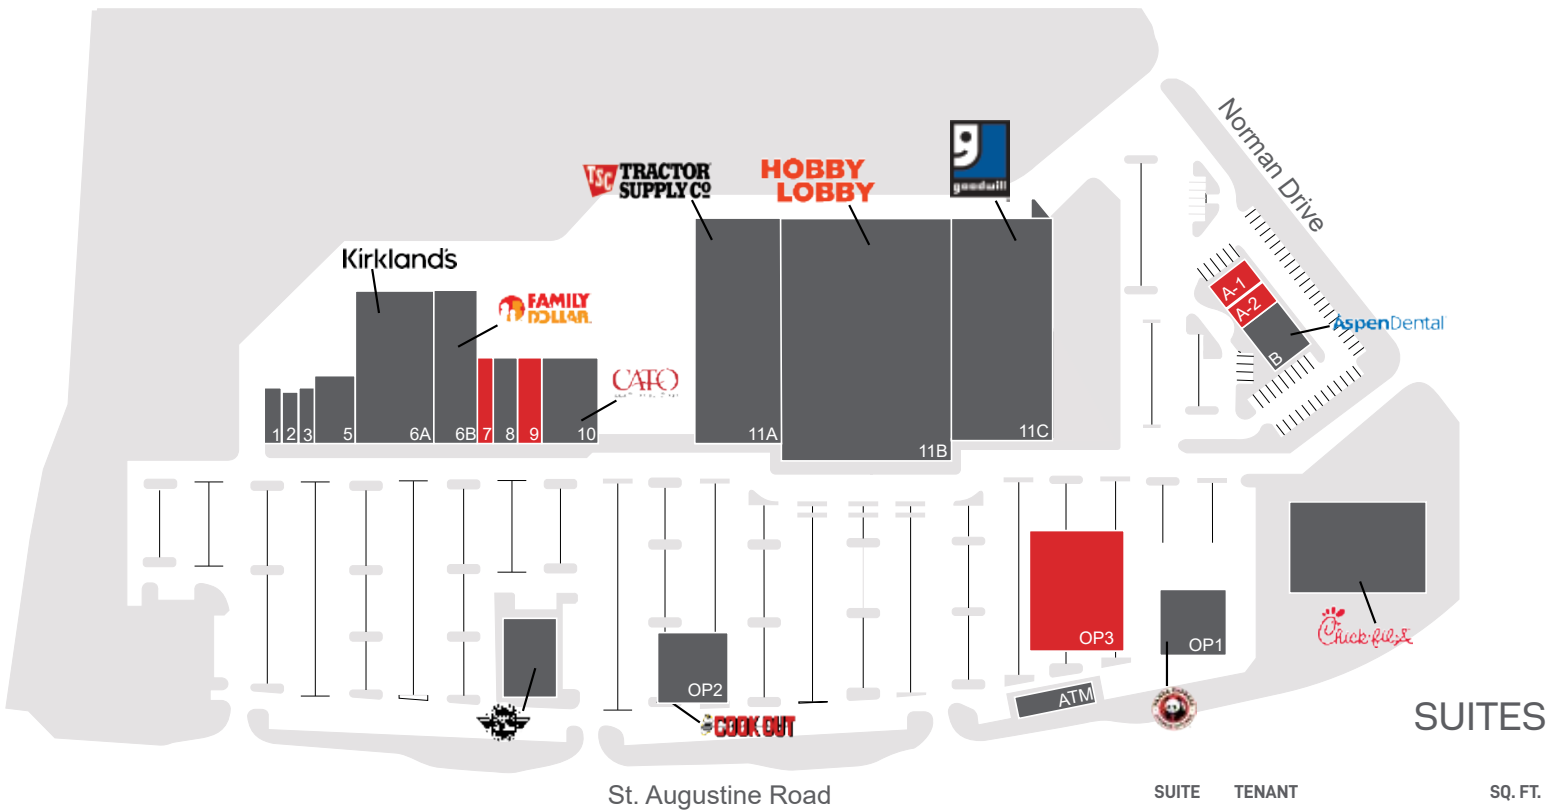 Norman Drive
TSC TRACTOR
SUPPLY CO
HOBBY
LOBBY
goodwill
Kirkland's
FAMILY
DOLLAR
CATO
A-1
A-2
B
AspenDental
1
2
3
5
6A
6B
7
8
9
10
11A
11B
11C
OP3
OP1
Chick-fil-A
OP2
ATM
COOK OUT
SUITES
St. Augustine Road
SUITE TENANT SQ. FT.